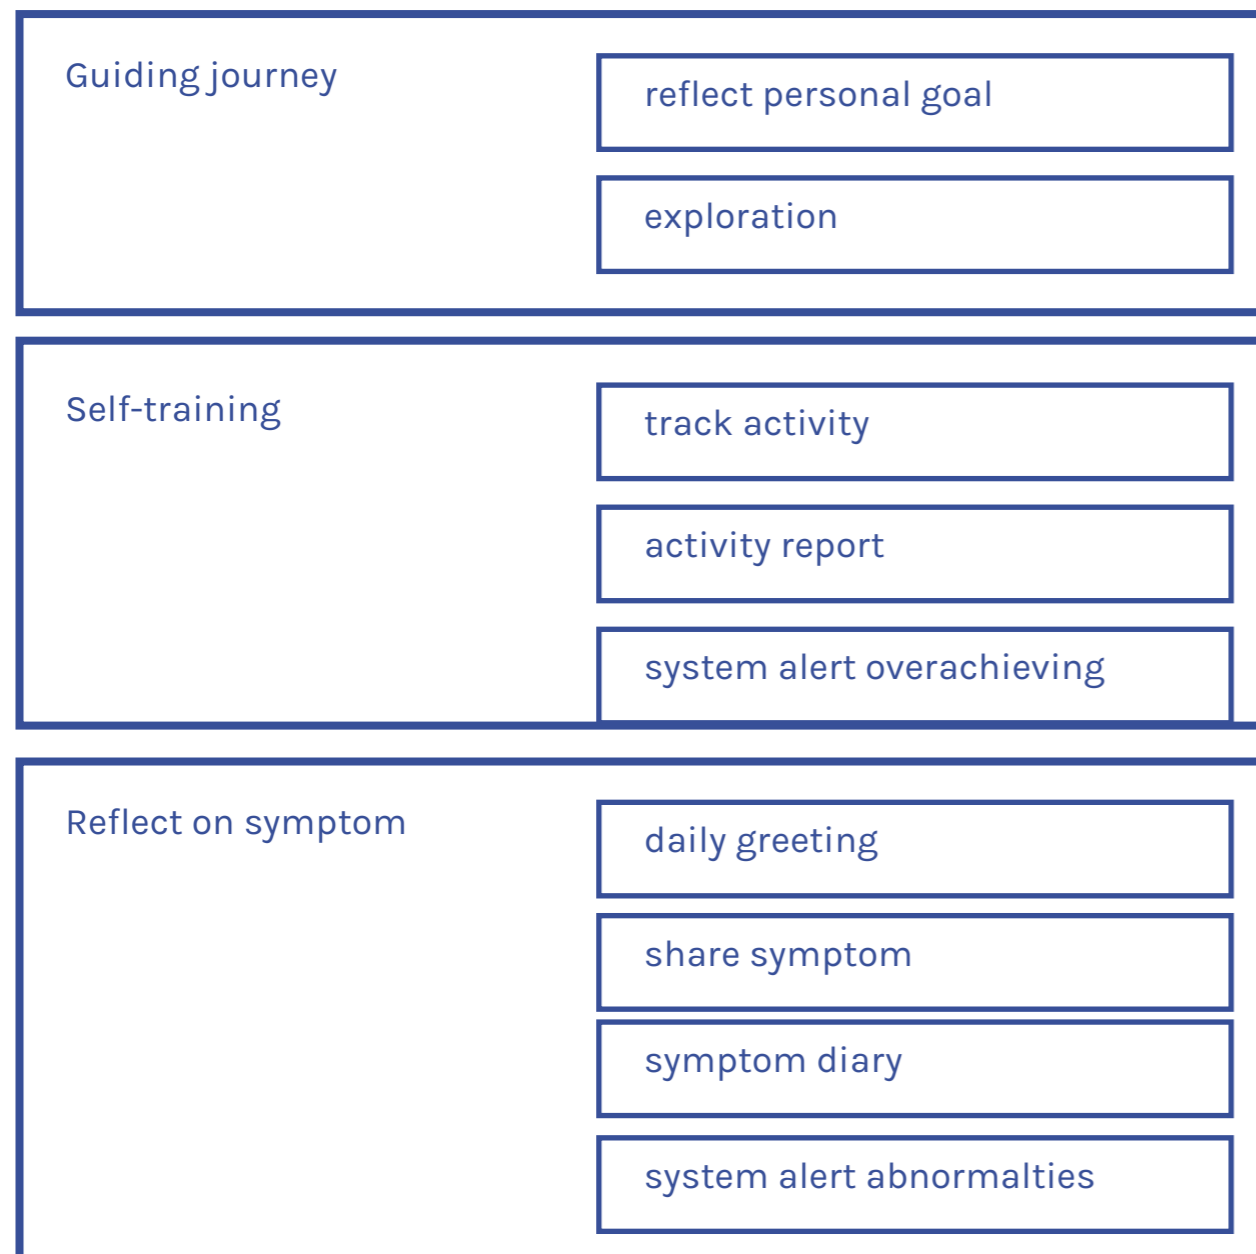 Guiding journey
reflect personal goal
exploration
Self-training
track activity
activity report
system alert overachieving
Reflect on symptom
daily greeting
share symptom
symptom diary
system alert abnormalties